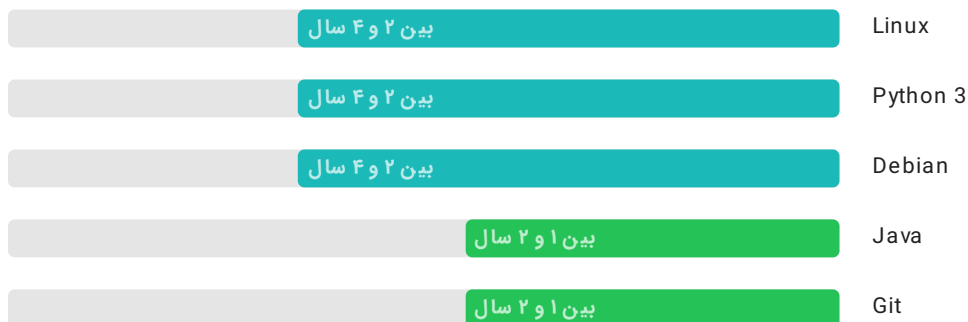 Linux
بین ۲ و ۴ سال
Python 3
بین ۲ و ۴ سال
Debian
بین ۲ و ۴ سال
Java
بین ۱ و ۲ سال
Git
بین ۱ و ۲ سال